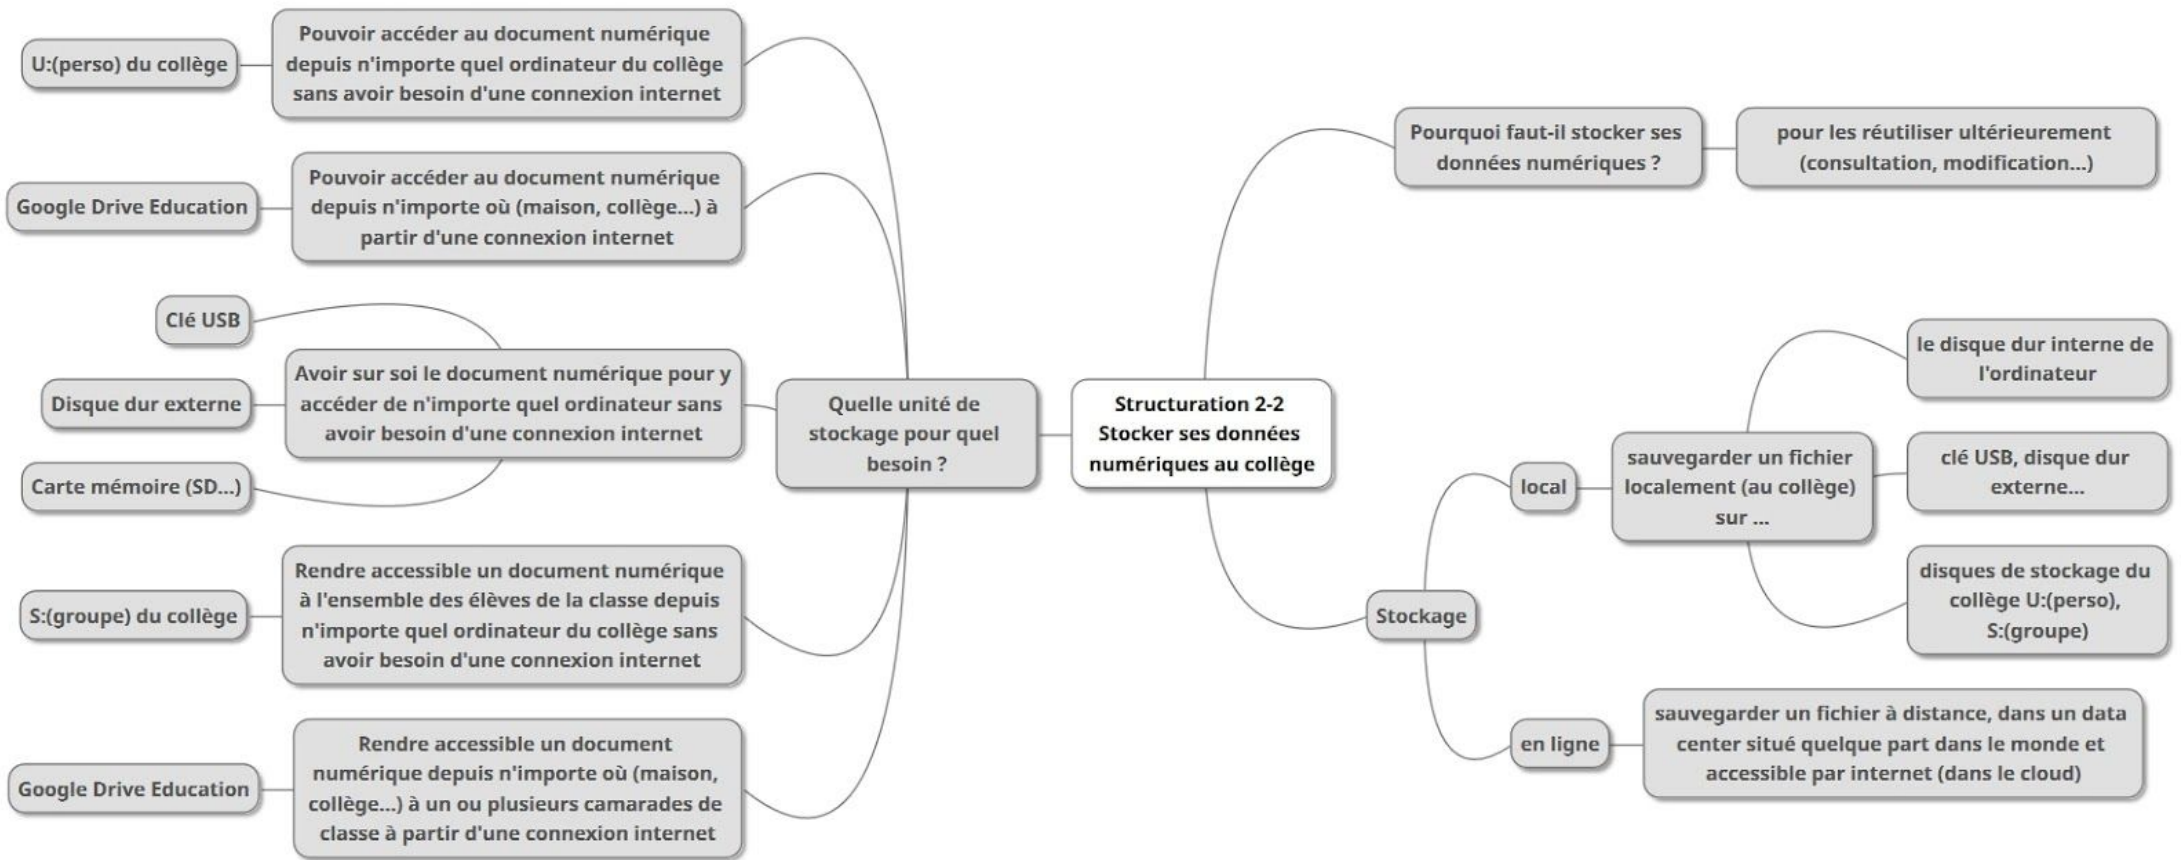 Structuration 2-2
Stocker ses données
numériques au collège
Pourquoi faut-il stocker ses
données numériques ?
pour les réutiliser ultérieurement
(consultation, modification...)
Stockage
local
sauvegarder un fichier
localement (au collège)
sur ...
le disque dur interne de
l'ordinateur
clé USB, disque dur
externe...
disques de stockage du
collège U:(perso),
S:(groupe)
en ligne
sauvegarder un fichier à distance, dans un data
center situé quelque part dans le monde et
accessible par internet (dans le cloud)
Quelle unité de
stockage pour quel
besoin ?
Pouvoir accéder au document numérique
depuis n'importe quel ordinateur du collège
sans avoir besoin d'une connexion internet
U:(perso) du collège
Pouvoir accéder au document numérique
depuis n'importe où (maison, collège...) à
partir d'une connexion internet
Google Drive Education
Avoir sur soi le document numérique pour y
accéder de n'importe quel ordinateur sans
avoir besoin d'une connexion internet
Clé USB
Disque dur externe
Carte mémoire (SD...)
Rendre accessible un document numérique
à l'ensemble des élèves de la classe depuis
n'importe quel ordinateur du collège sans
avoir besoin d'une connexion internet
S:(groupe) du collège
Rendre accessible un document
numérique depuis n'importe où (maison,
collège...) à un ou plusieurs camarades de
classe à partir d'une connexion internet
Google Drive Education